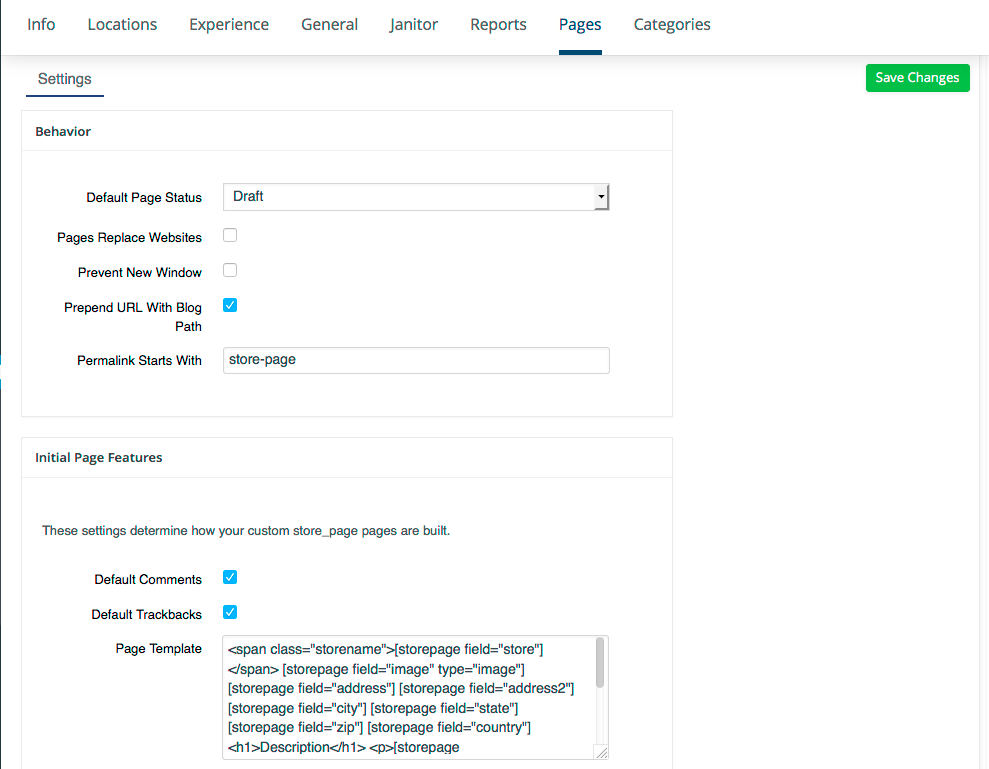 Info Locations Experience General Janitor Reports Pages Categories
Settings
Save Changes
Behavior
Default Page Status Draft
Pages Replace Websites
Prevent New Window
Prepend URL With Blog
Path
Permalink Starts With store-page
Initial Page Features
These settings determine how your custom store_page pages are built.
Default Comments
Default Trackbacks
Page Template
<span class="storename">[storepage field="store"]
</span> [storepage field="image" type="image"]
[storepage field="address"] [storepage field="address2"]
[storepage field="city"] [storepage field="state"]
[storepage field="zip"] [storepage field="country"]
<h1>Description</h1> <p>[storepage